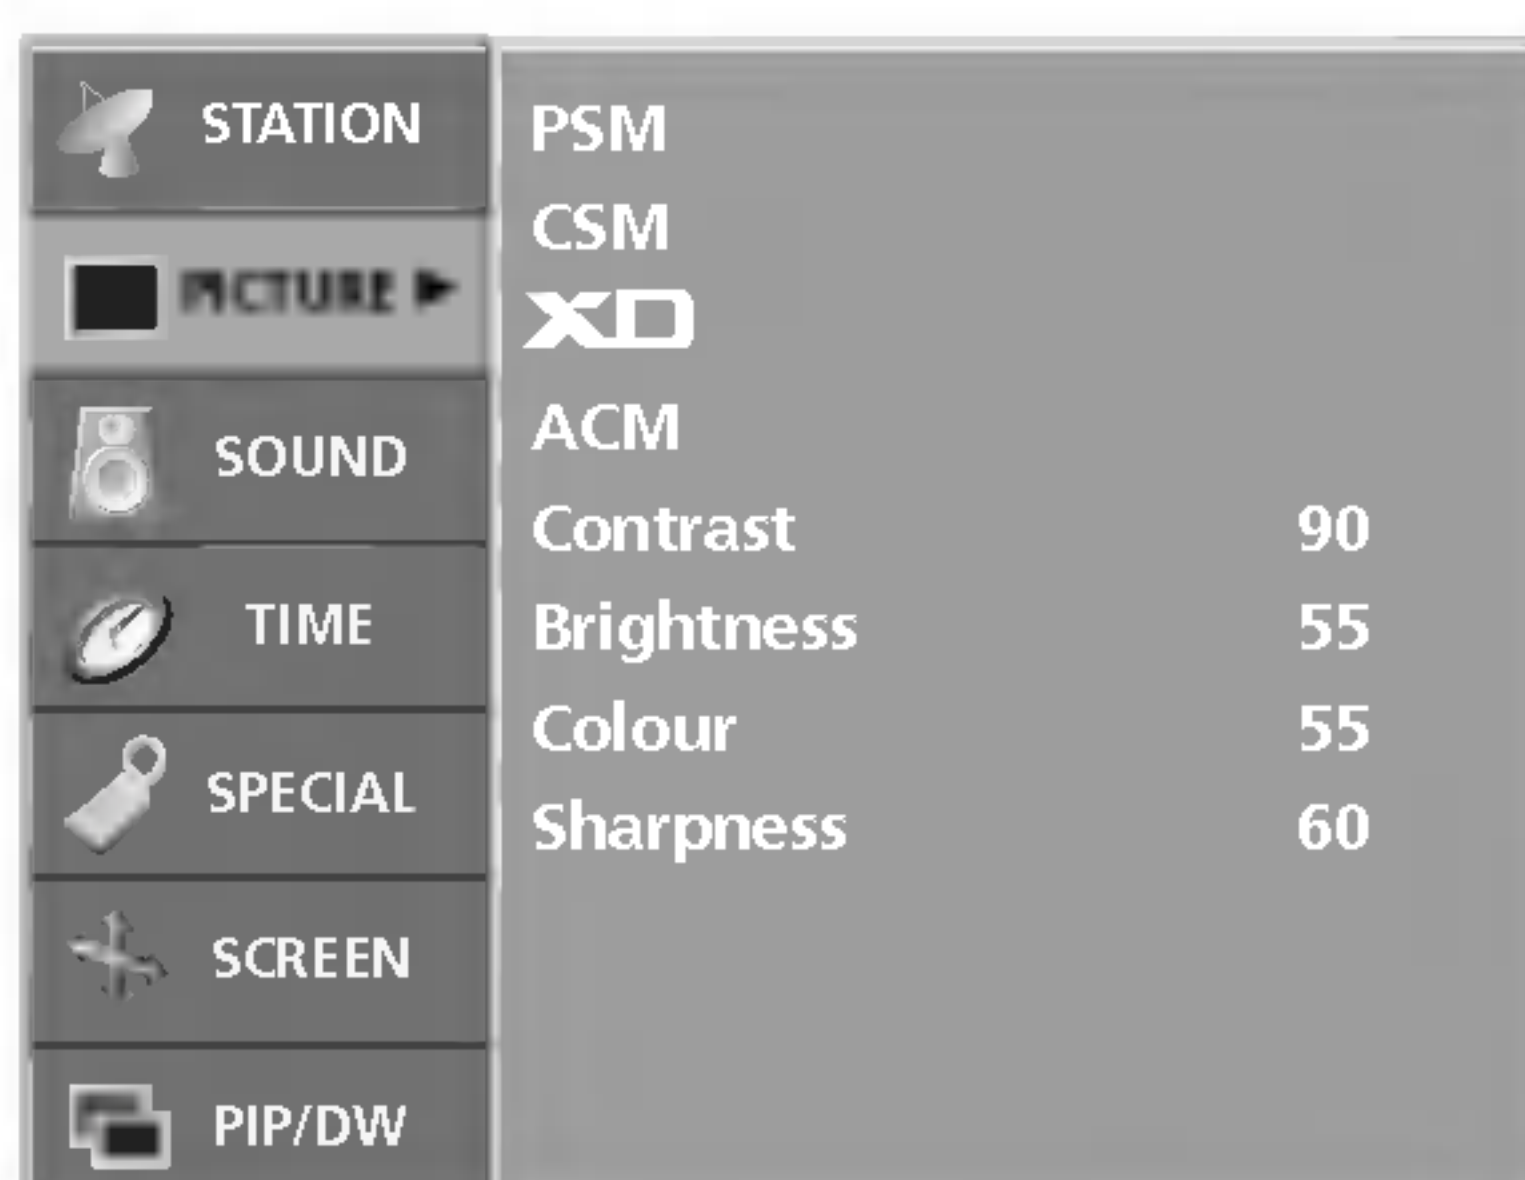 STATION
PICTURE ▶
SOUND
TIME
SPECIAL
SCREEN
PIP/DW
PSM
CSM
XD
ACM
Contrast 90
Brightness 55
Colour 55
Sharpness 60